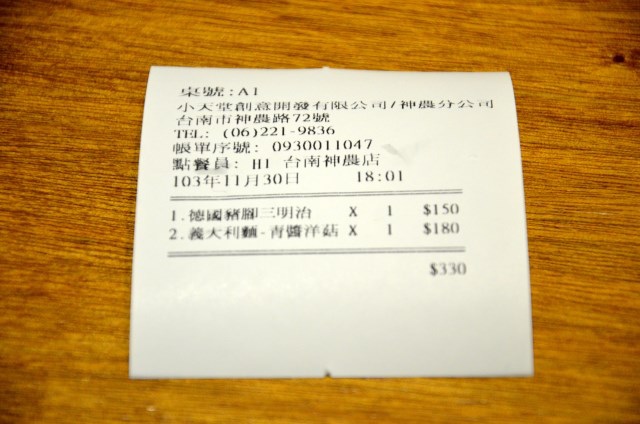 桌號:A1
小天堂創意開發有限公司/神農分公司
台南市神農路72號
TEL: (06)221-9836
帳單序號: 0930011047
點餐員: H1 台南神農店
103年11月30日 18:01
1.德國豬腳三明治 X 1 $150
2.義大利麵-青醬洋菇 X 1 $180
$330